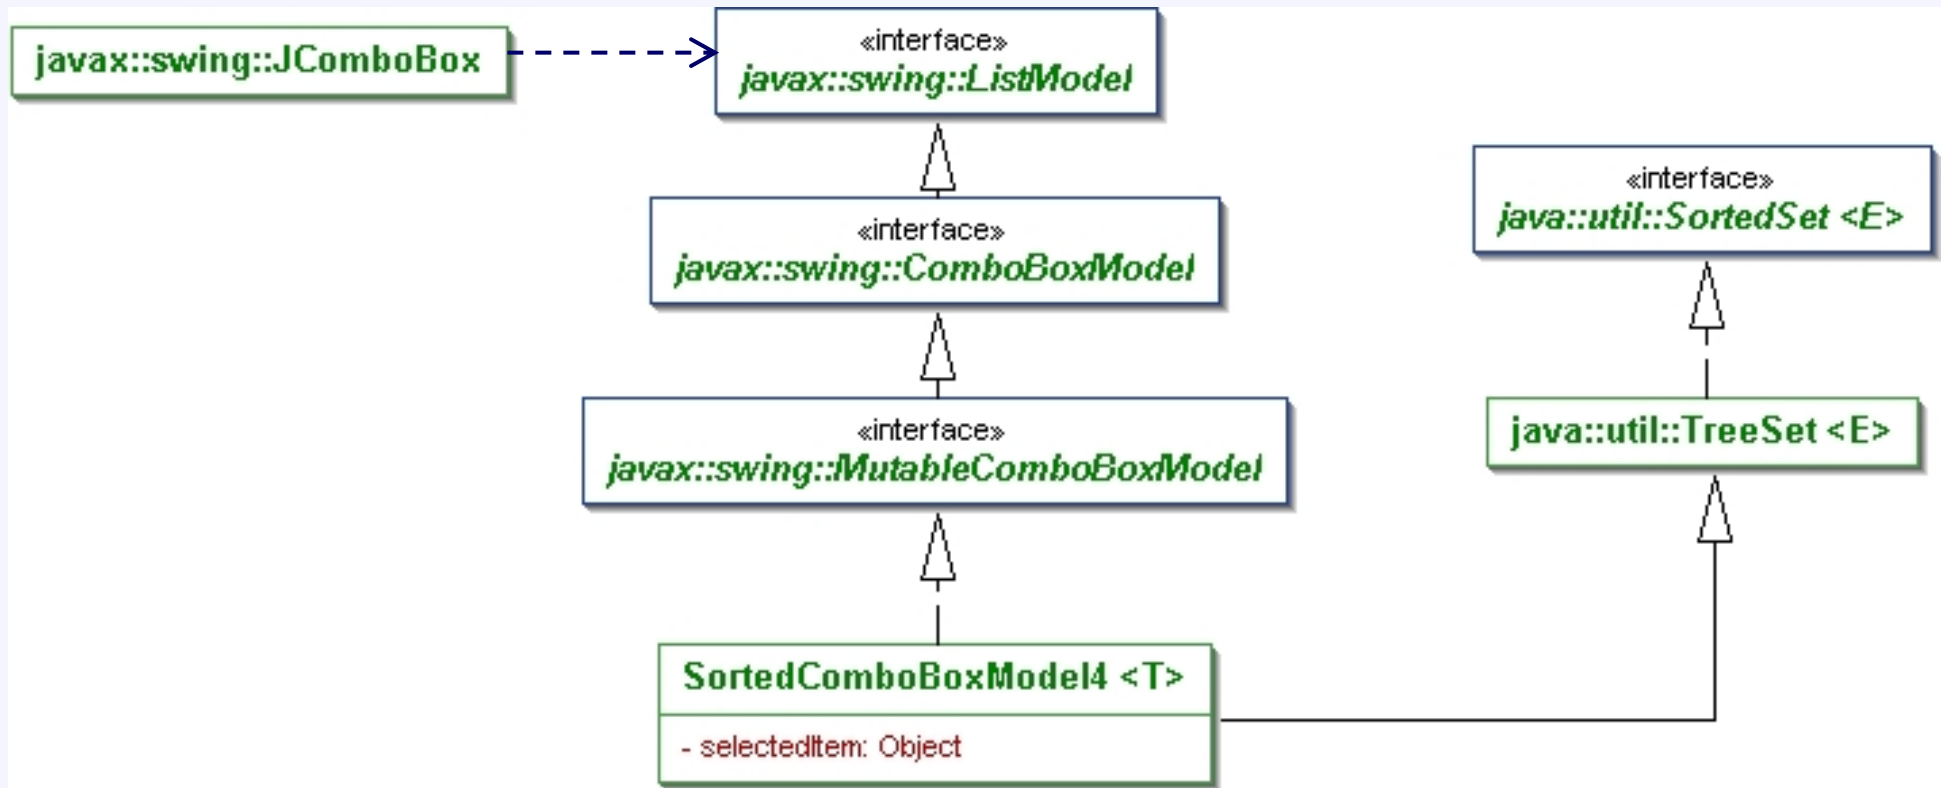 javax::swing::JComboBox
«interface»
javax::swing::ListModel
«interface»
java::util::SortedSet <E>
«interface»
javax::swing::ComboBoxModel
«interface»
javax::swing::MutableComboBoxModel
java::util::TreeSet <E>
SortedComboBoxModel4 <T>
- selectedItem: Object